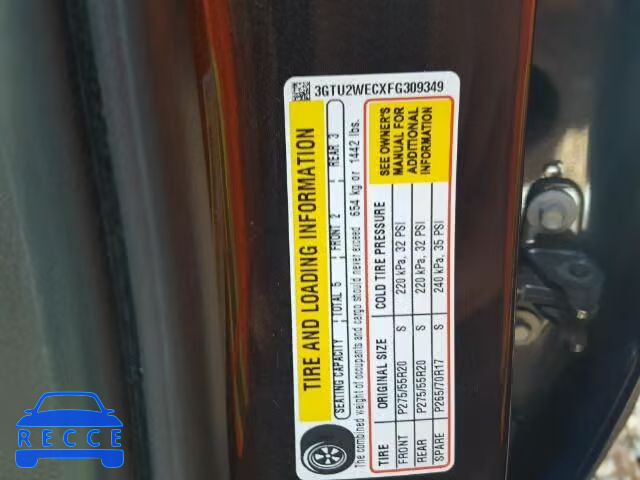 3GTU2WECXFG309349
TIRE AND LOADING INFORMATION
SEATING CAPACITY TOTAL 5 FRONT 2 REAR 3
The combined weight of occupants and cargo should never exceed 654 kg or 1442 lbs.
TIRE ORIGINAL SIZE COLD TIRE PRESSURE
FRONT P275/55R20 S 220 kPa, 32 PSI
REAR P275/55R20 S 220 kPa, 32 PSI
SPARE P265/70R17 S 240 kPa, 35 PSI
SEE OWNER'S
MANUAL FOR
ADDITIONAL
INFORMATION
RECCE